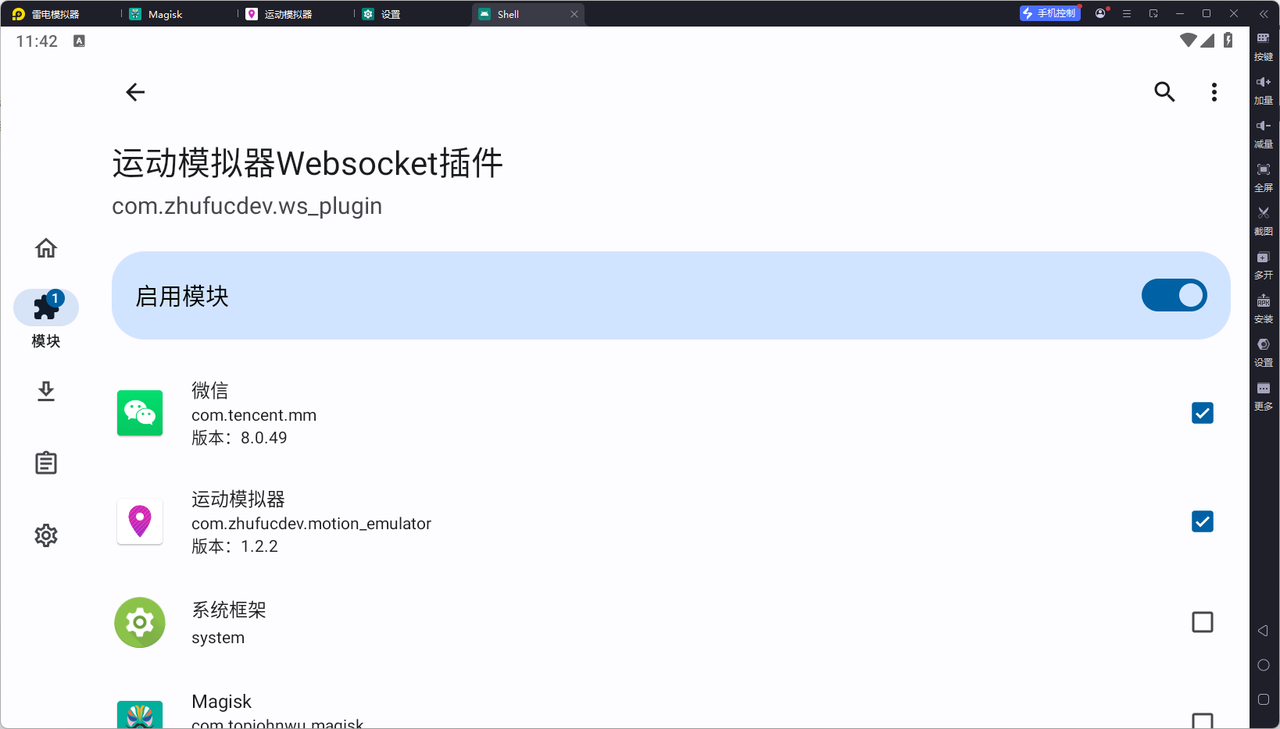 雷电模拟器
Magisk
运动模拟器
设置
Shell
手机控制
11:42
A
按键
加量
减量
全屏
截图
多开
安装
设置
更多
运动模拟器Websocket插件
com.zhufucdev.ws_plugin
启用模块
1
模块
微信
com.tencent.mm
版本：8.0.49
运动模拟器
com.zhufucdev.motion_emulator
版本：1.2.2
系统框架
system
Magisk
com.topjohnwu.magisk